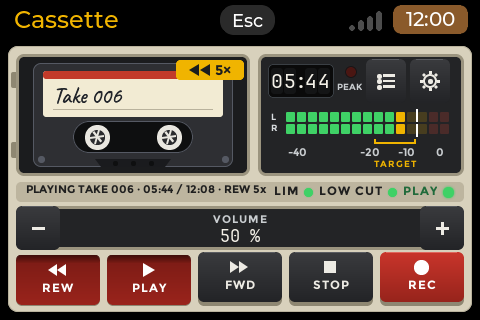 Cassette
Esc
12:00
5×
Take 006
05:44
PEAK
L
R
-40 -20 -10 0
TARGET
PLAYING TAKE 006 · 05:44 / 12:08 · REW 5x
LIM LOW CUT PLAY
VOLUME
− 50 % +
REW PLAY FWD STOP REC